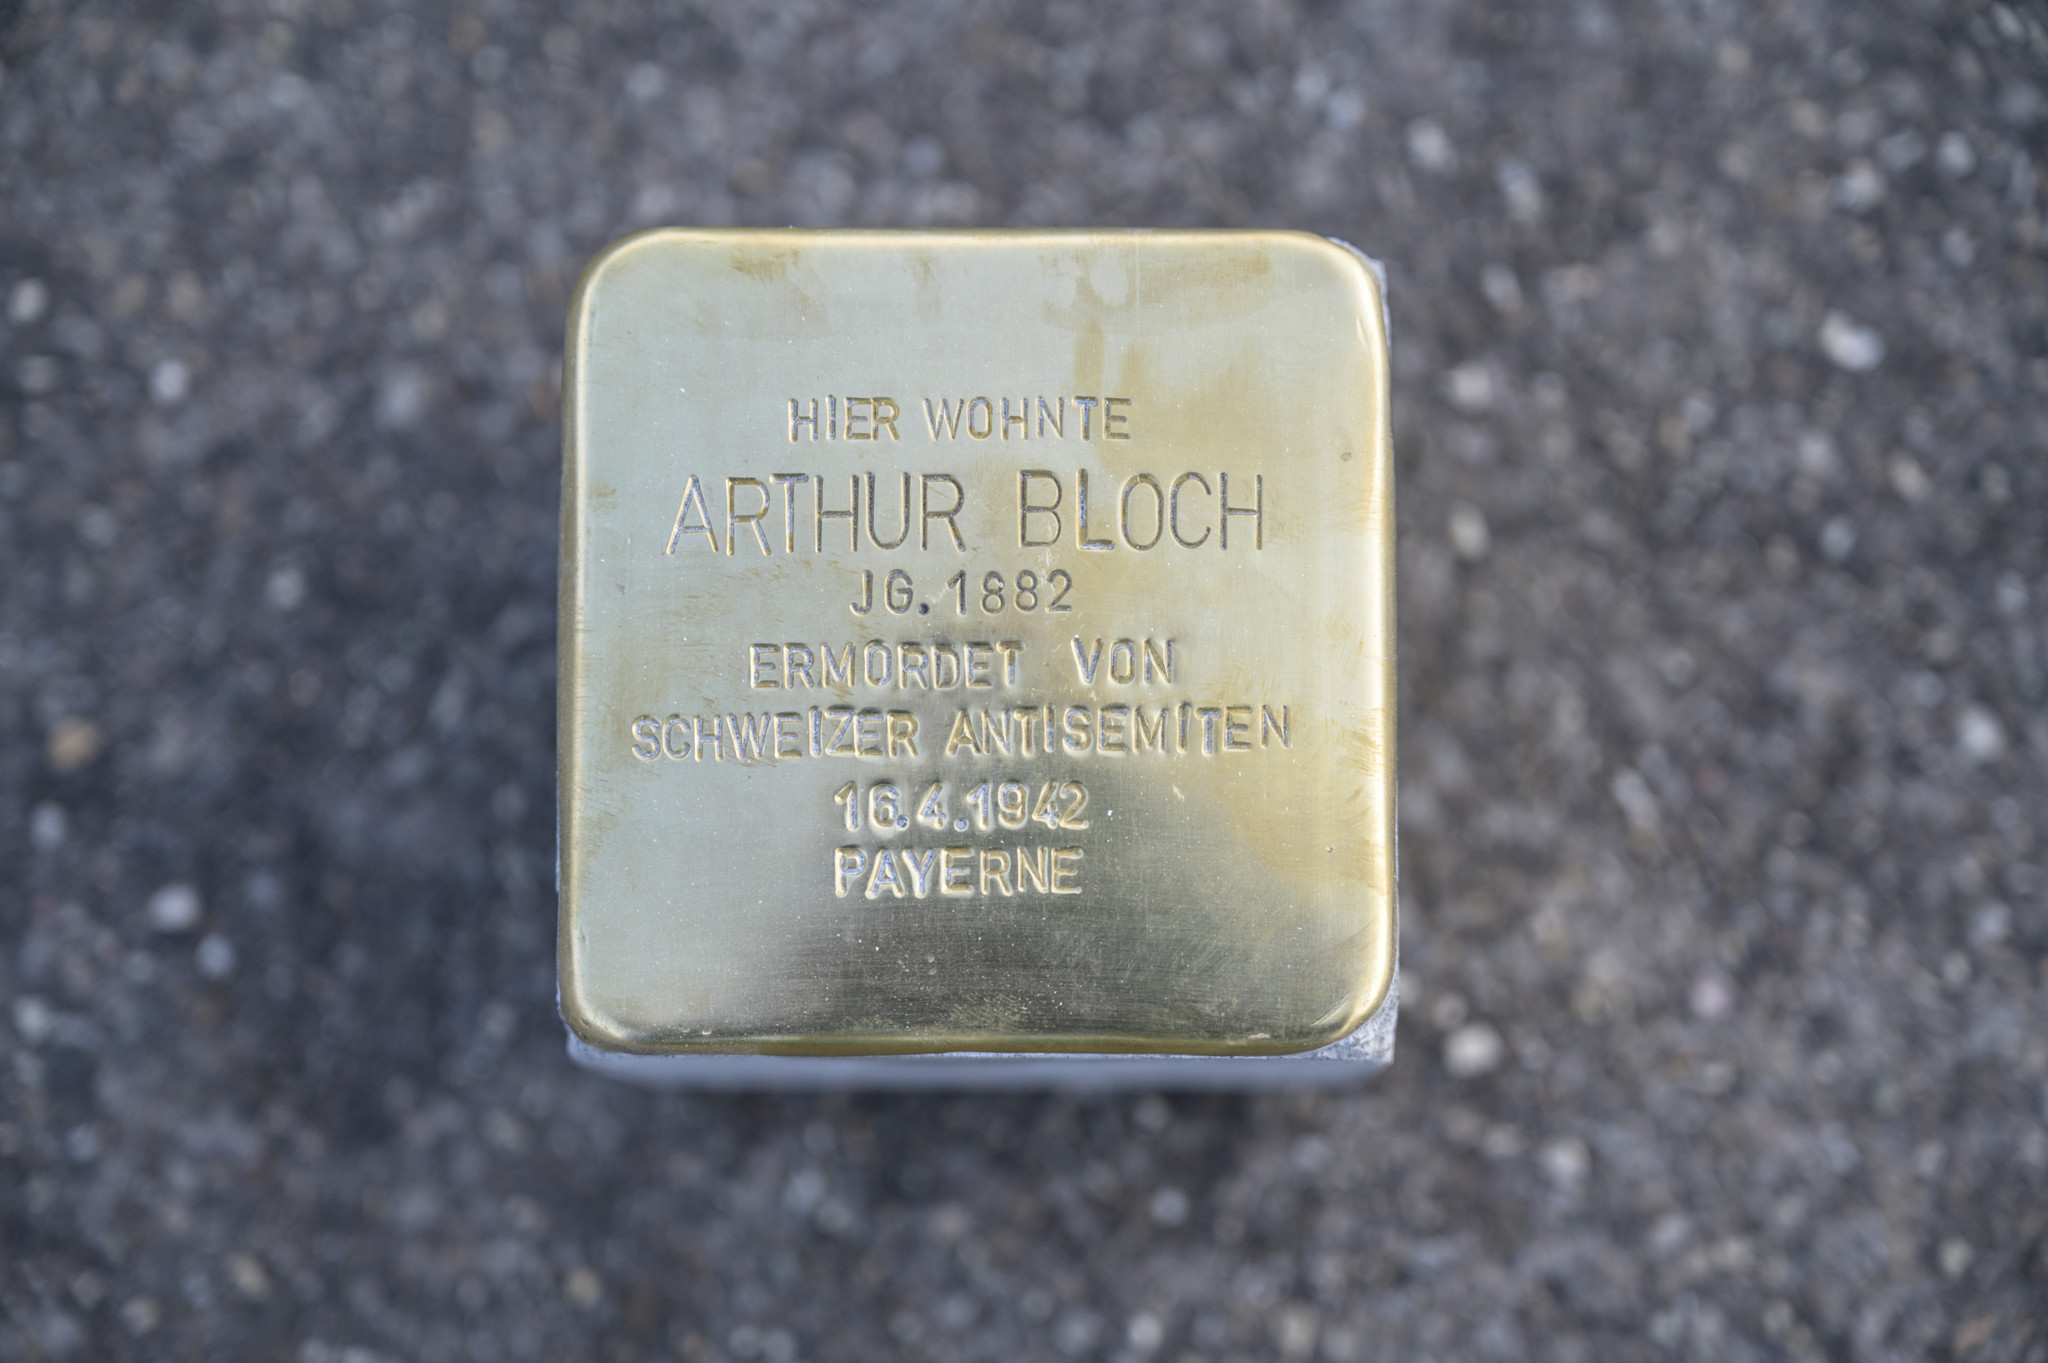 HIER WOHNTE
ARTHUR BLOCH
JG. 1882
ERMORDET VON
SCHWEIZER ANTISEMITEN
16.4.1942
PAYERNE